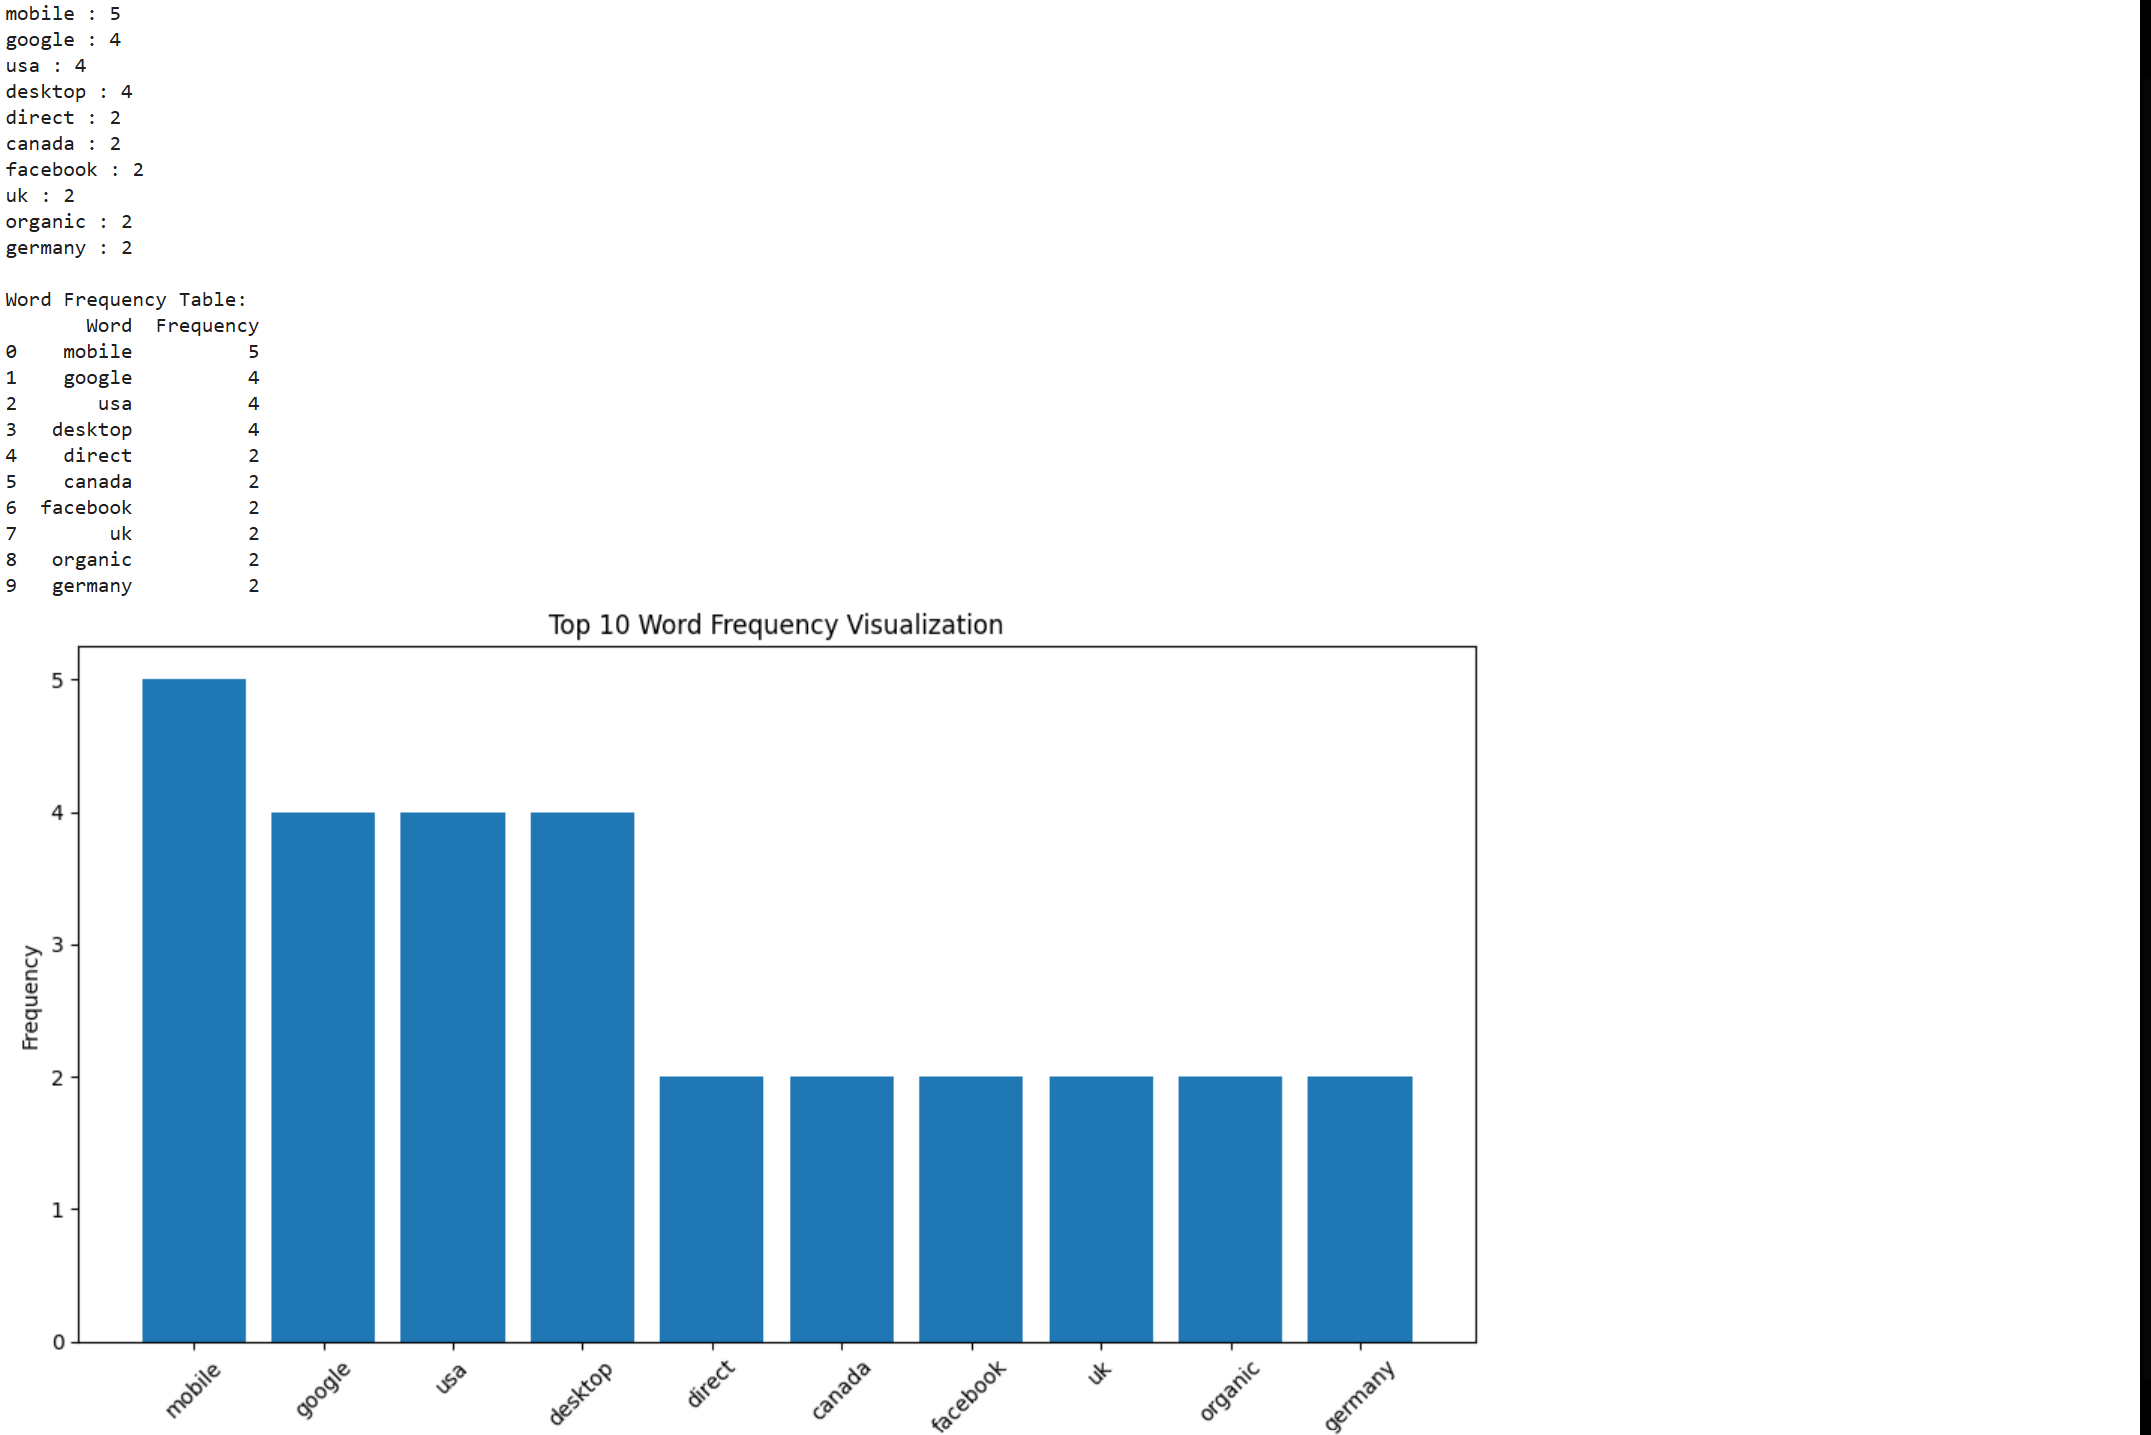 mobile : 5
google : 4
usa : 4
desktop : 4
direct : 2
canada : 2
facebook : 2
uk : 2
organic : 2
germany : 2
Word Frequency Table:
Word Frequency
0 mobile 5
1 google 4
2 usa 4
3 desktop 4
4 direct 2
5 canada 2
6 facebook 2
7 uk 2
8 organic 2
9 germany 2
Top 10 Word Frequency Visualization
Frequency
5
4
3
2
1
0
mobile
google
usa
desktop
direct
canada
facebook
uk
organic
germany